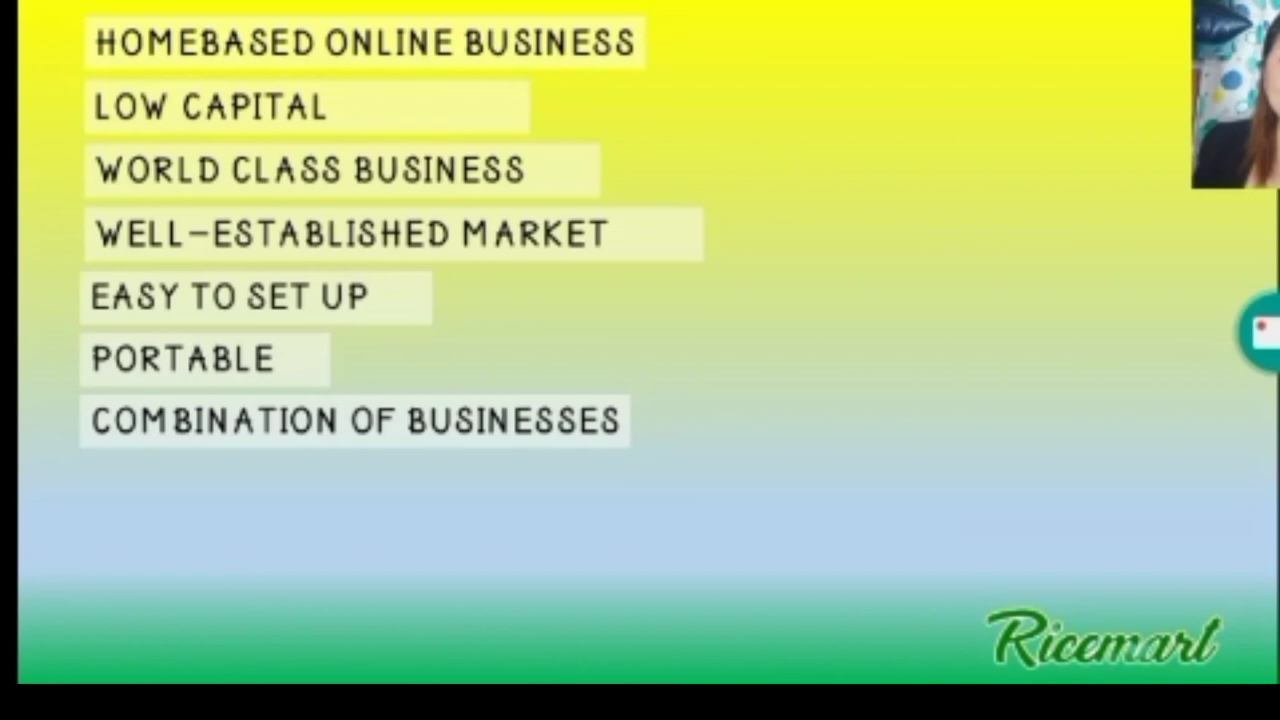 HOMEBASED ONLINE BUSINESS
LOW CAPITAL
WORLD CLASS BUSINESS
WELL-ESTABLISHED MARKET
EASY TO SET UP
PORTABLE
COMBINATION OF BUSINESSES
Ricemart